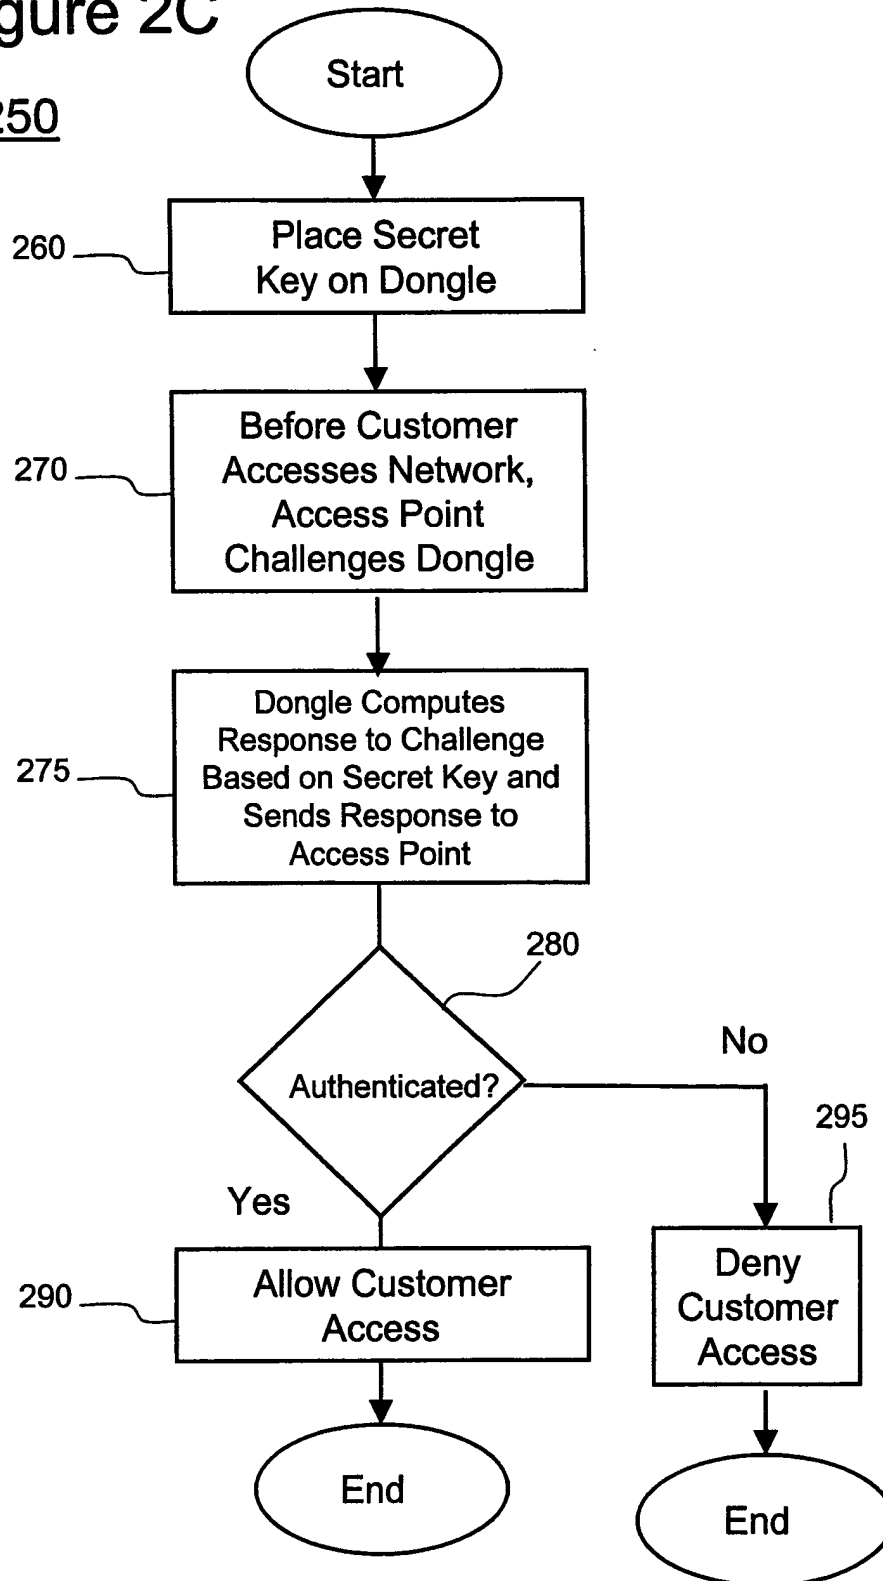 gure 2C
250
Start
260
Place Secret
Key on Dongle
270
Before Customer
Accesses Network,
Access Point
Challenges Dongle
275
Dongle Computes
Response to Challenge
Based on Secret Key and
Sends Response to
Access Point
280
Authenticated?
No
295
Yes
290
Allow Customer
Access
Deny
Customer
Access
End
End